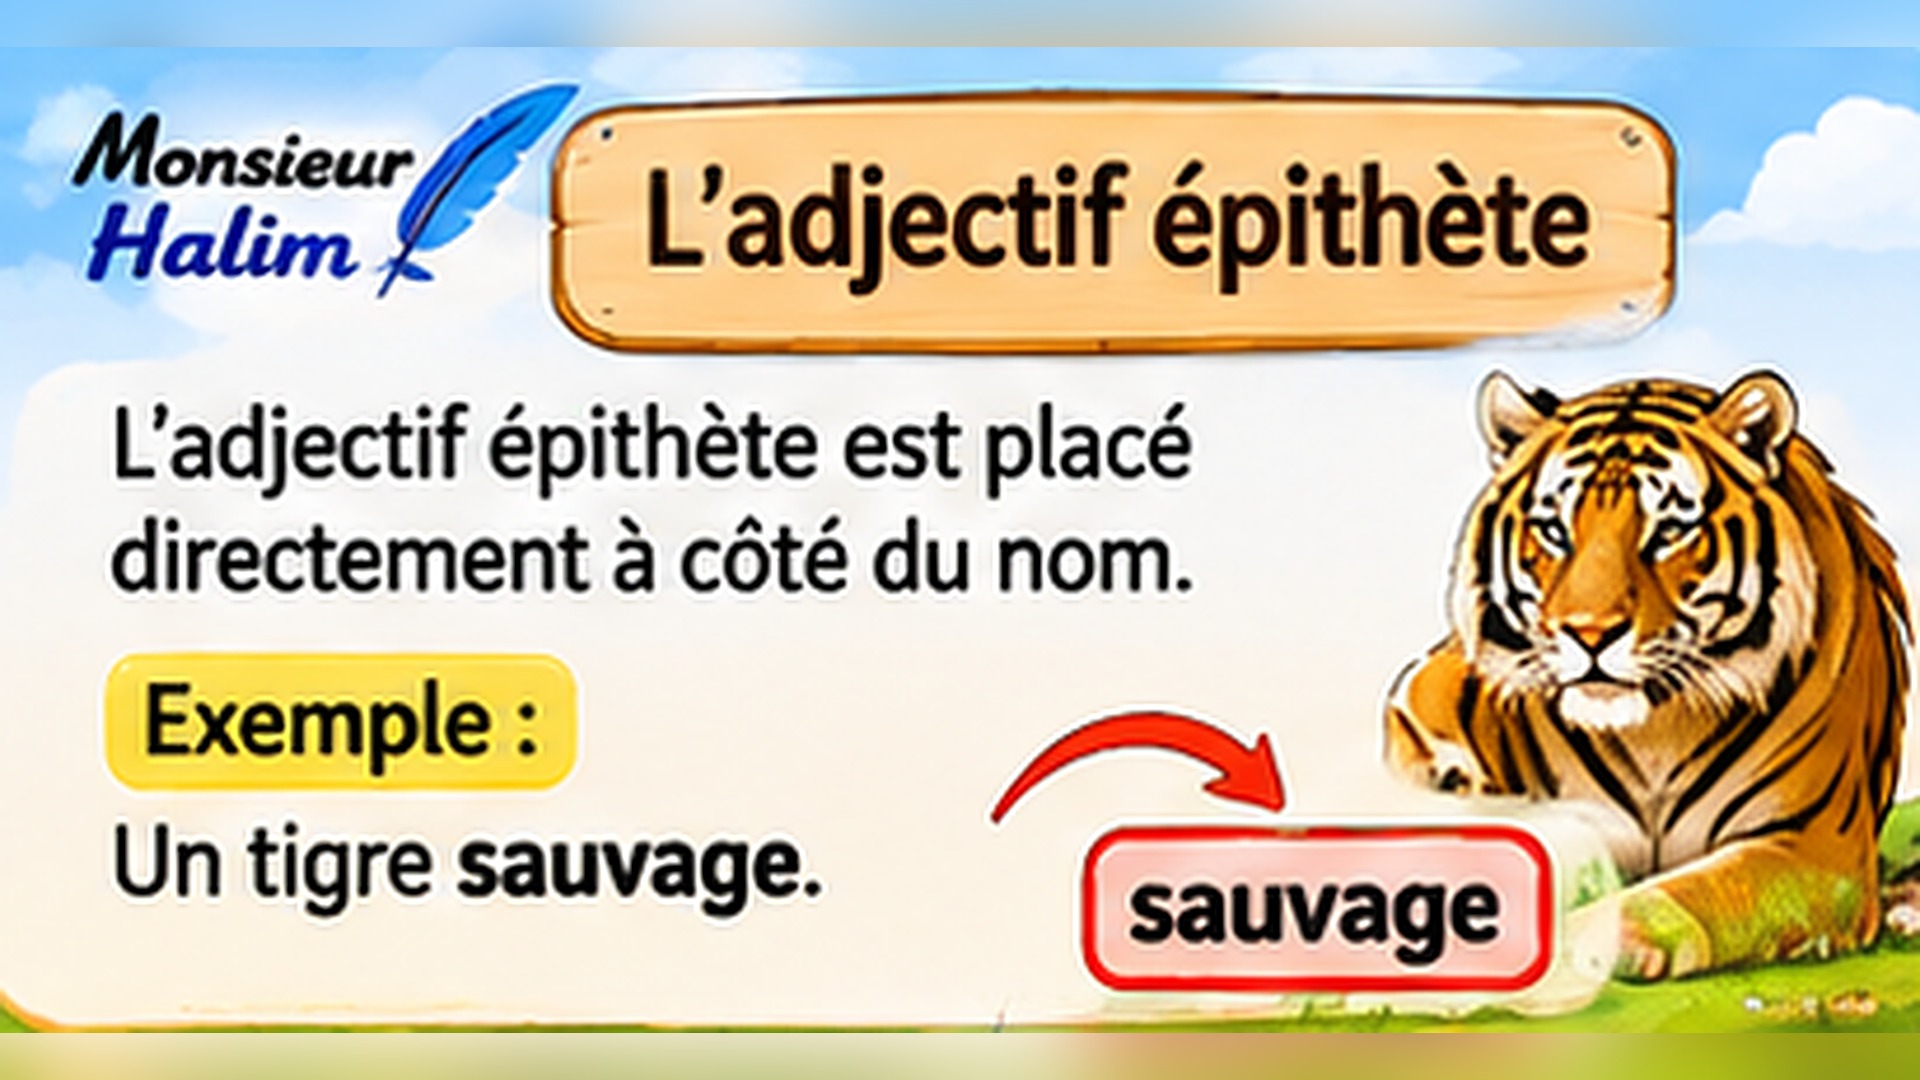 Monsieur
Halim
L’adjectif épithète
L’adjectif épithète est placé
directement à côté du nom.
Exemple :
Un tigre sauvage.
sauvage